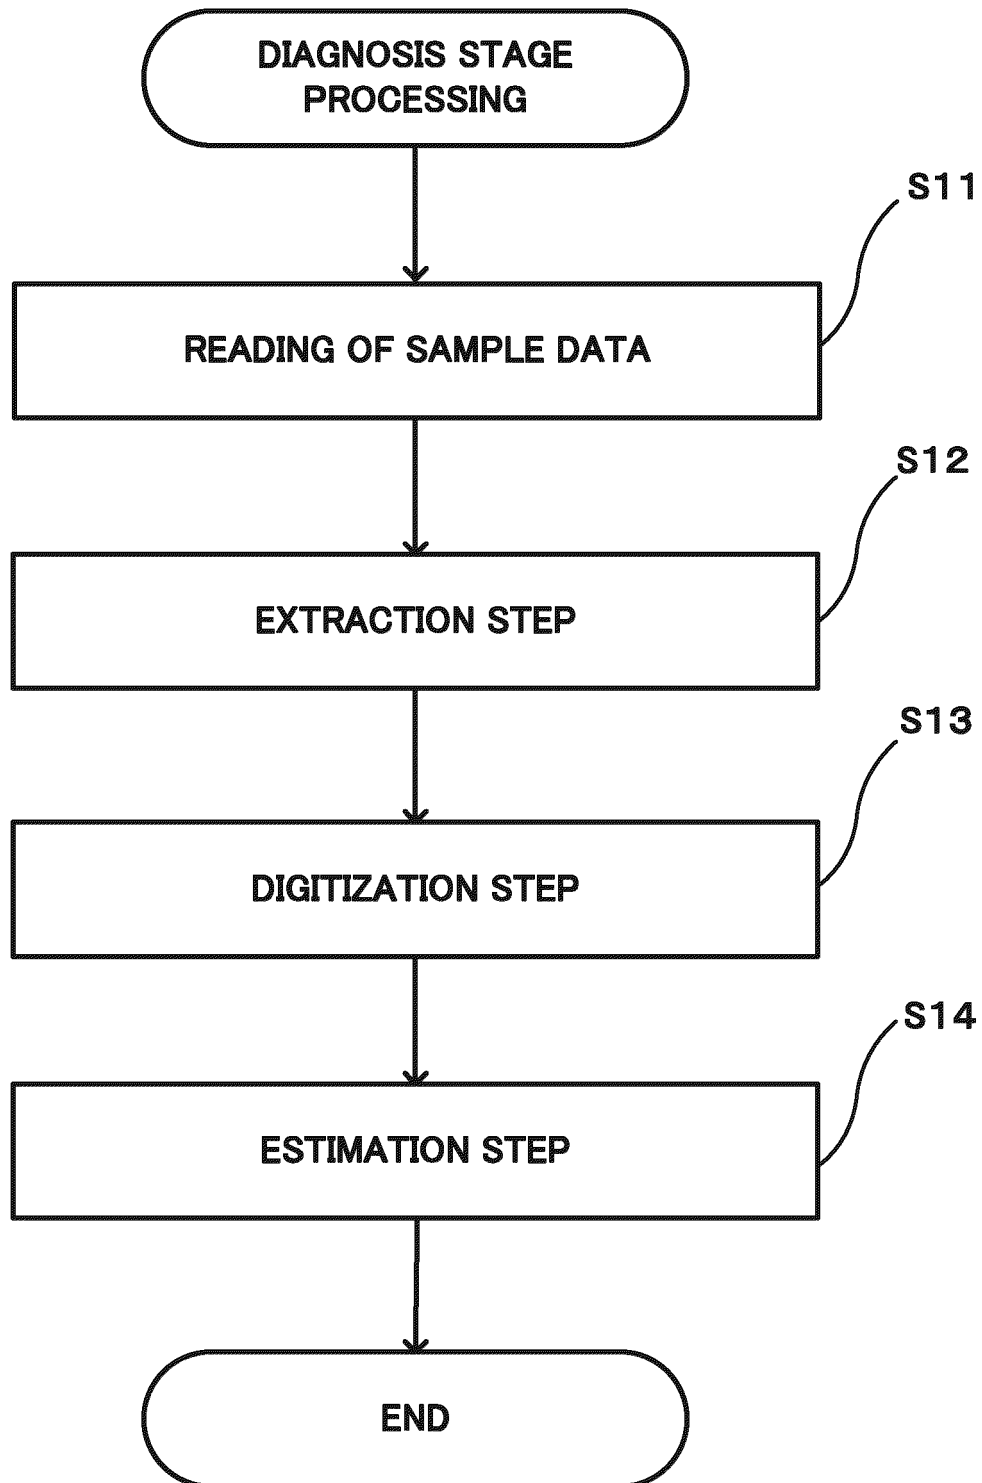 DIAGNOSIS STAGE
PROCESSING
S11
READING OF SAMPLE DATA
S12
EXTRACTION STEP
S13
DIGITIZATION STEP
S14
ESTIMATION STEP
END